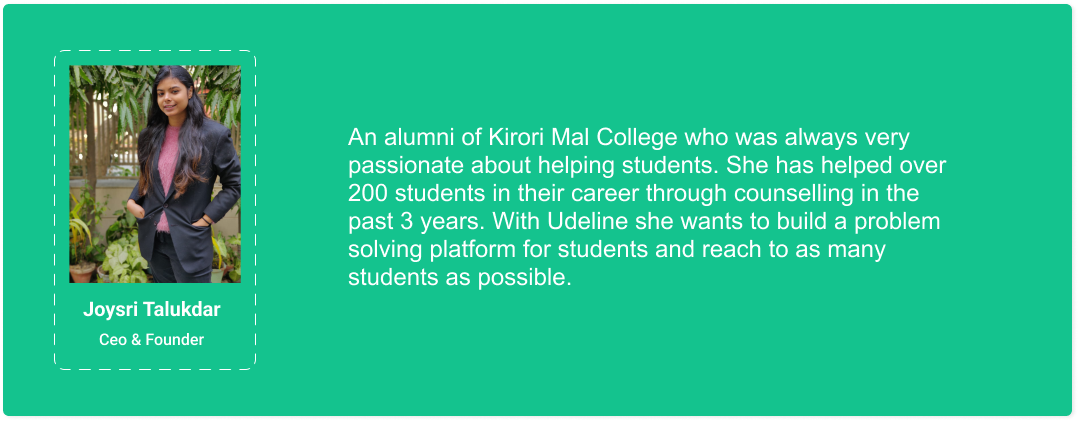 An alumni of Kirori Mal College who was always very
passionate about helping students. She has helped over
200 students in their career through counselling in the
past 3 years. With Udeline she wants to build a problem
solving platform for students and reach to as many
students as possible.
Joysri Talukdar
Ceo & Founder